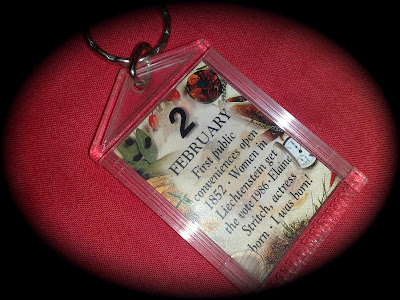 2
FEBRUARY
First public
conveniences open
1852 · Women in
Liechtenstein get
the vote 1986 · Elaine
Stritch, actress
born · I was born ·